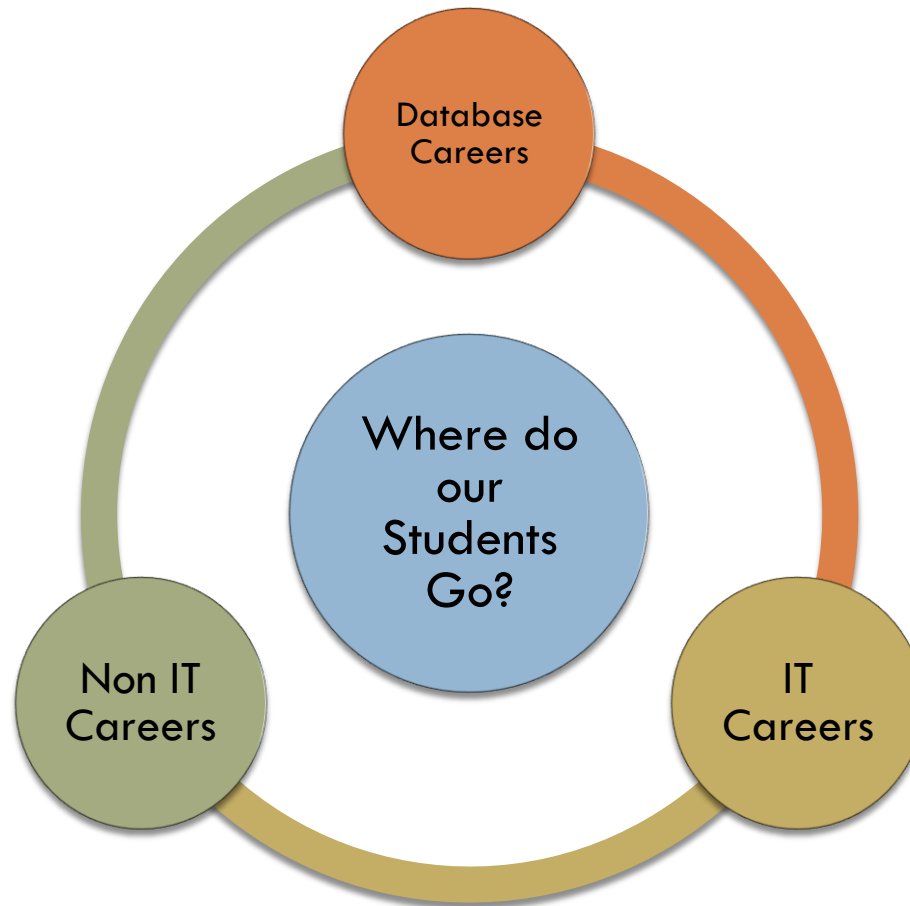 Database
Careers
Where do
our
Students
Go?
Non IT
Careers
IT
Careers